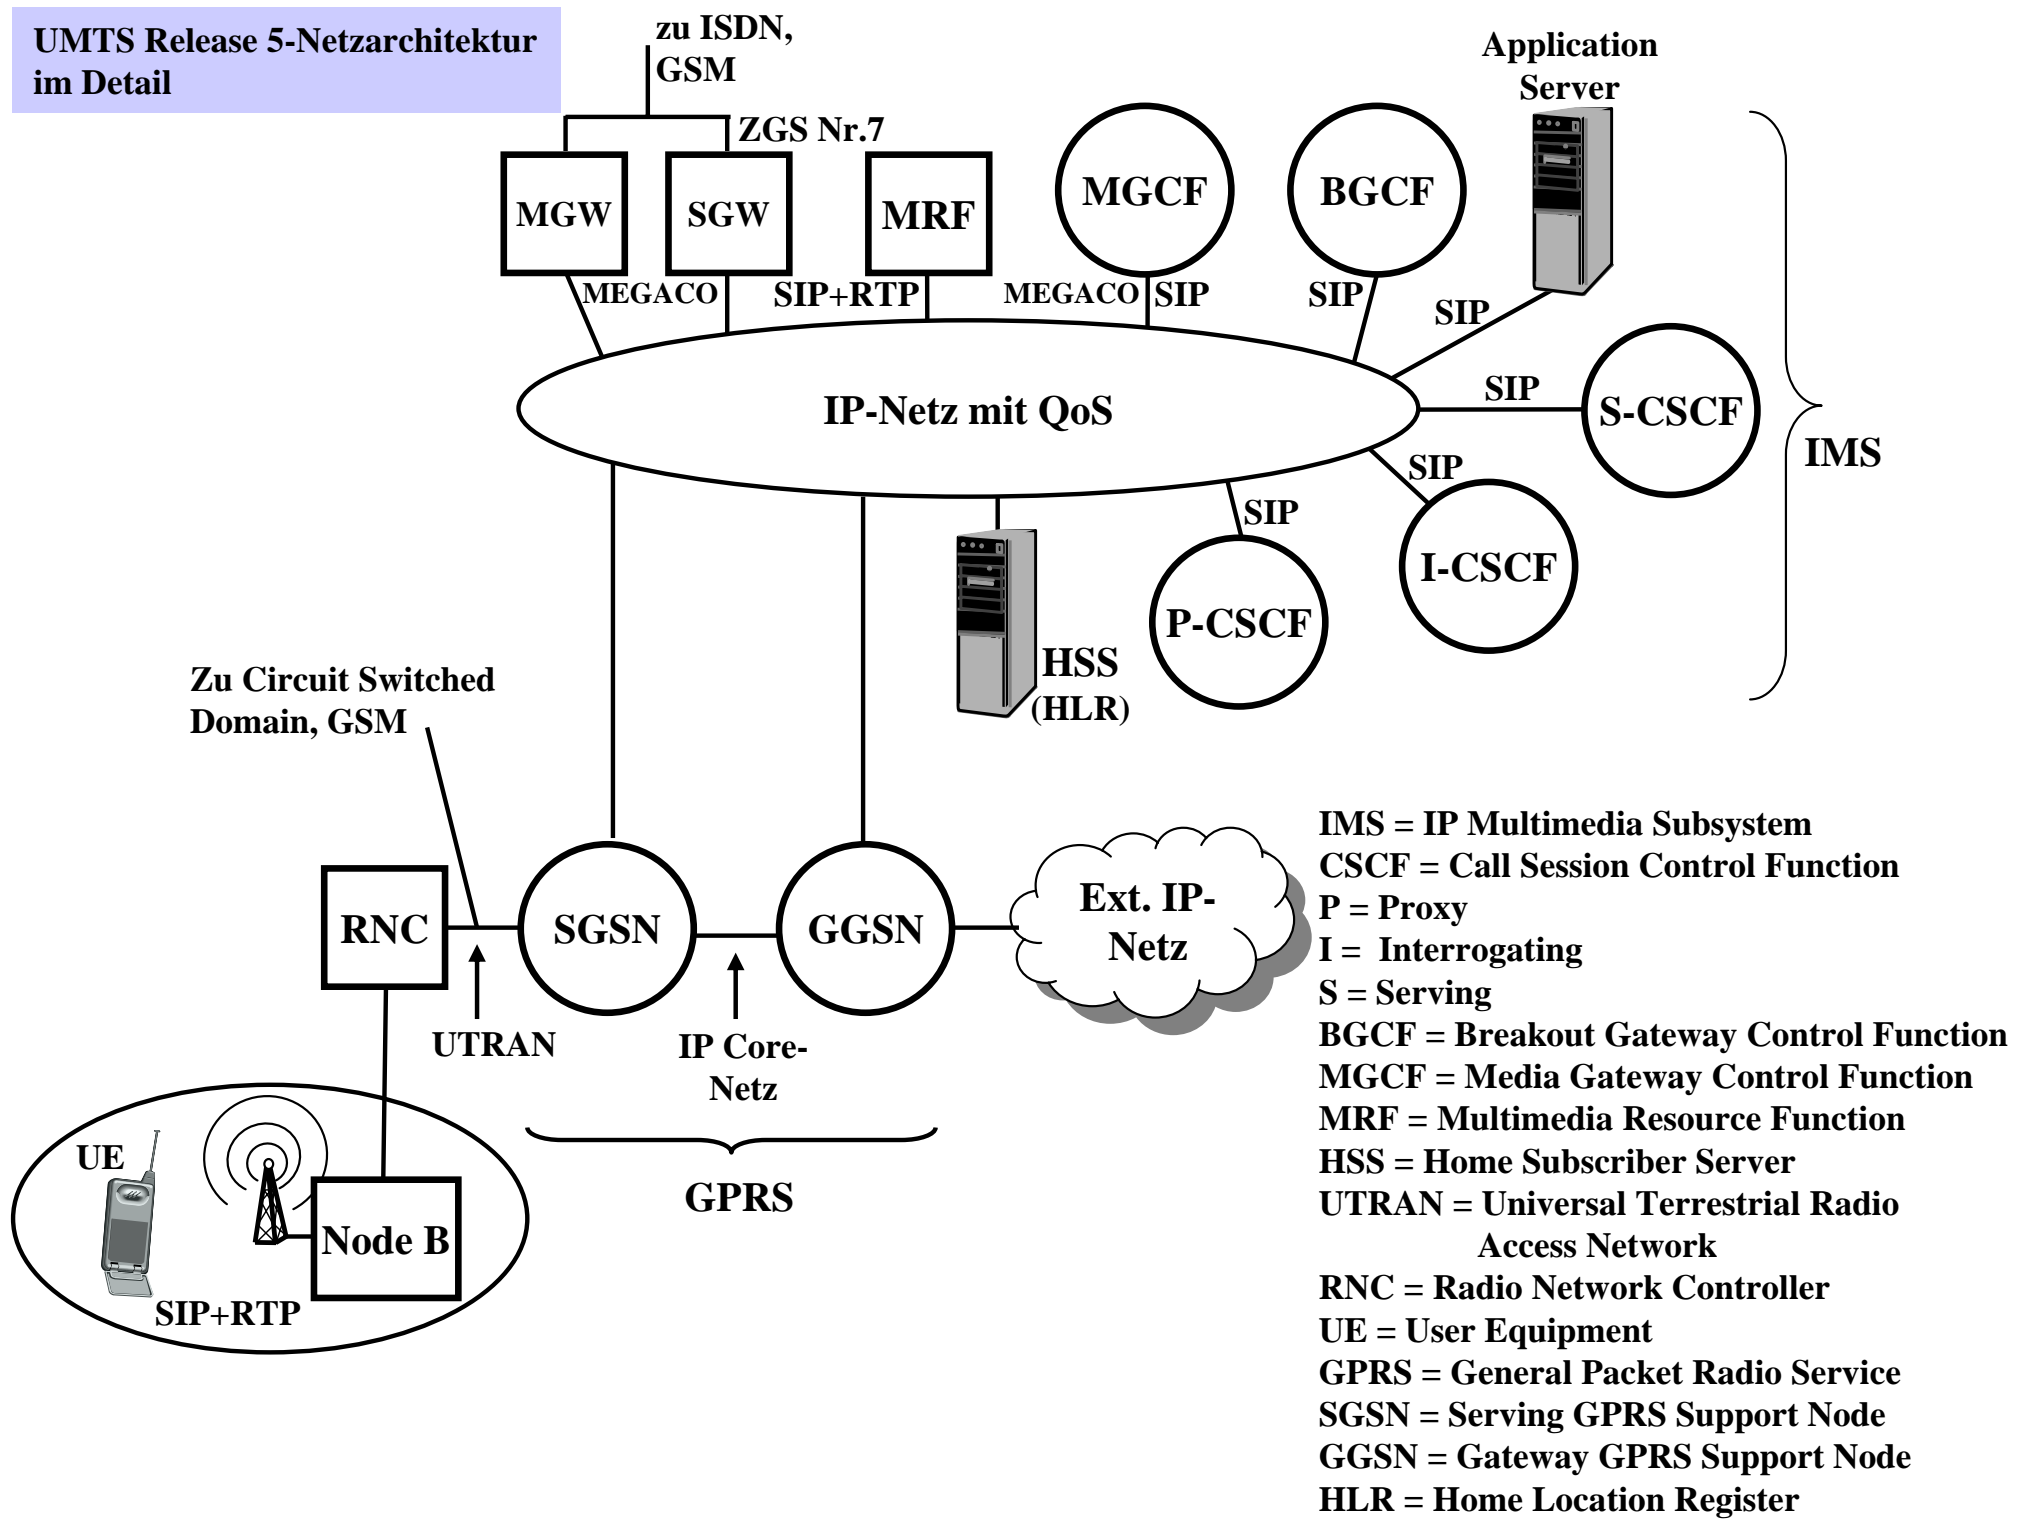 UMTS Release 5-Netzarchitektur
im Detail
zu ISDN,
GSM
ZGS Nr.7
Application
Server
MGW
SGW
MRF
MGCF
BGCF
MEGACO
SIP+RTP
MEGACO
SIP
SIP
SIP
IP-Netz mit QoS
SIP
S-CSCF
IMS
SIP
I-CSCF
SIP
P-CSCF
HSS
(HLR)
Zu Circuit Switched
Domain, GSM
RNC
SGSN
GGSN
Ext. IP-
Netz
UTRAN
IP Core-
Netz
GPRS
UE
Node B
SIP+RTP
IMS = IP Multimedia Subsystem
CSCF = Call Session Control Function
P = Proxy
I =  Interrogating
S = Serving
BGCF = Breakout Gateway Control Function
MGCF = Media Gateway Control Function
MRF = Multimedia Resource Function
HSS = Home Subscriber Server
UTRAN = Universal Terrestrial Radio
Access Network
RNC = Radio Network Controller
UE = User Equipment
GPRS = General Packet Radio Service
SGSN = Serving GPRS Support Node
GGSN = Gateway GPRS Support Node
HLR = Home Location Register